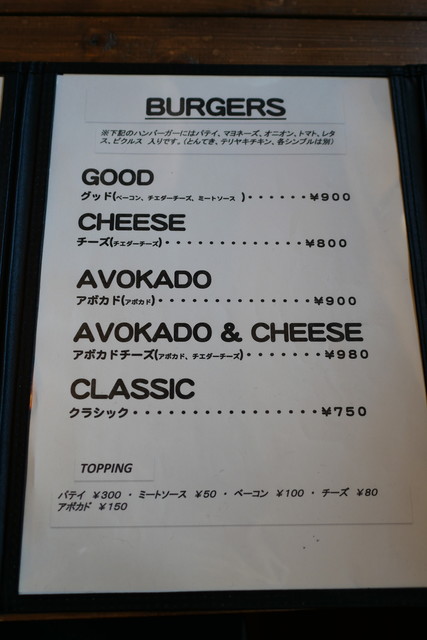 BURGERS
※下記のハンバーガーにはパテイ、マヨネーズ、オニオン、トマト、レタ
ス、ピクルス 入りです。(とんてき、テリヤキチキン、各シンプルは別)
GOOD
グッド(ベーコン、チェダーチーズ、ミートソース )・・・・・・¥900
CHEESE
チーズ(チェダーチーズ)・・・・・・・・・・・・・¥800
AVOKADO
アボカド(アボカド)・・・・・・・・・・・・・・・¥900
AVOKADO & CHEESE
アボカドチーズ(アボカド、チェダーチーズ)・・・・・・・¥980
CLASSIC
クラシック・・・・・・・・・・・・・・・・・・¥750
TOPPING
パテイ ¥300 ・ ミートソース ¥50 ・ ベーコン ¥100 ・ チーズ ¥80
アボカド ¥150